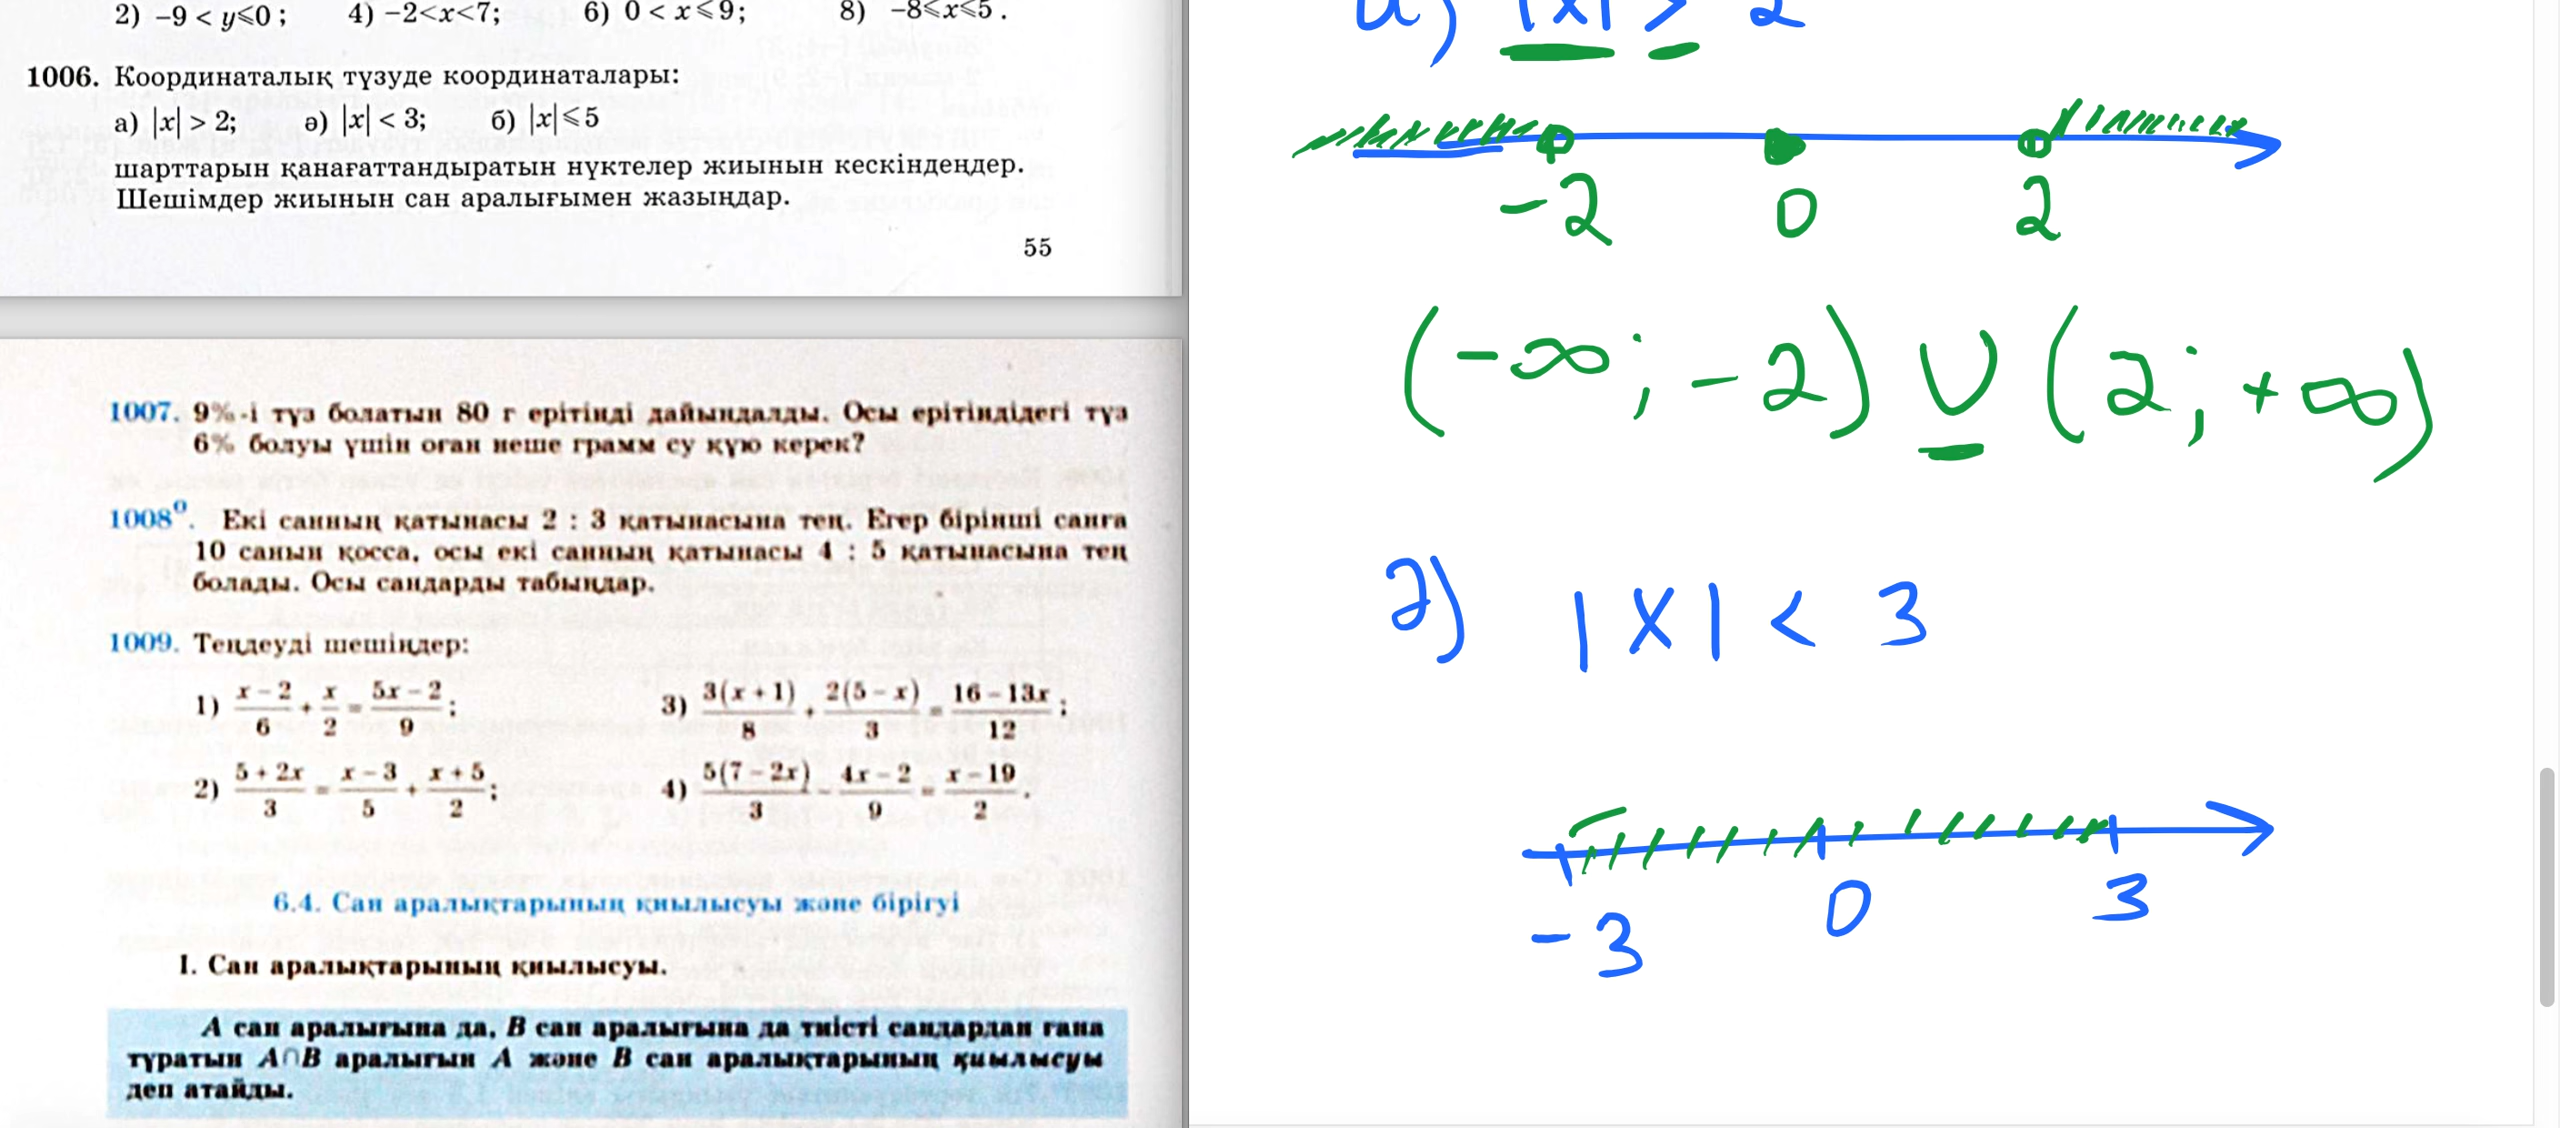 2) −9 < y⩽0 ; 4) −2<x<7; 6) 0 < x ⩽ 9; 8) −8⩽x⩽5 .
1006. Координаталық түзуде координаталары:
а) |x| > 2; ә) |x| < 3; б) |x| ⩽ 5
шарттарын қанағаттандыратын нүктелер жиынын кескіндеңдер.
Шешімдер жиынын сан аралығымен жазыңдар.
55
1007. 9%-і тұз болатын 80 г ерітінді дайындалды. Осы ерітіндідегі тұз
6% болуы үшін оған неше грамм су құю керек?
1008⁰. Екі санның қатынасы 2 : 3 қатынасына тең. Егер бірінші санға
10 санын қосса, осы екі санның қатынасы 4 : 5 қатынасына тең
болады. Осы сандарды табыңдар.
1009. Теңдеуді шешіңдер:
1) (x − 2)/6 + x/2 = (5x − 2)/9 ; 3) (3(x + 1))/8 + (2(5 − x))/3 = (16 − 13x)/12 ;
2) (5 + 2x)/3 = (x − 3)/5 + (x + 5)/2 ; 4) (5(7 − 2x))/3 − (4x − 2)/9 = (x − 19)/2 .
6.4. Сан аралықтарының қиылысуы және бірігуі
I. Сан аралықтарының қиылысуы.
A сан аралығына да, B сан аралығына да тиісті сандардан ғана
тұратын A∩B аралығын A және B сан аралықтарының қиылысуы
деп атайды.
а) |x| > 2
−2 0 2
(−∞ ; −2) ∪ (2 ; +∞)
ә) |x| < 3
−3 0 3